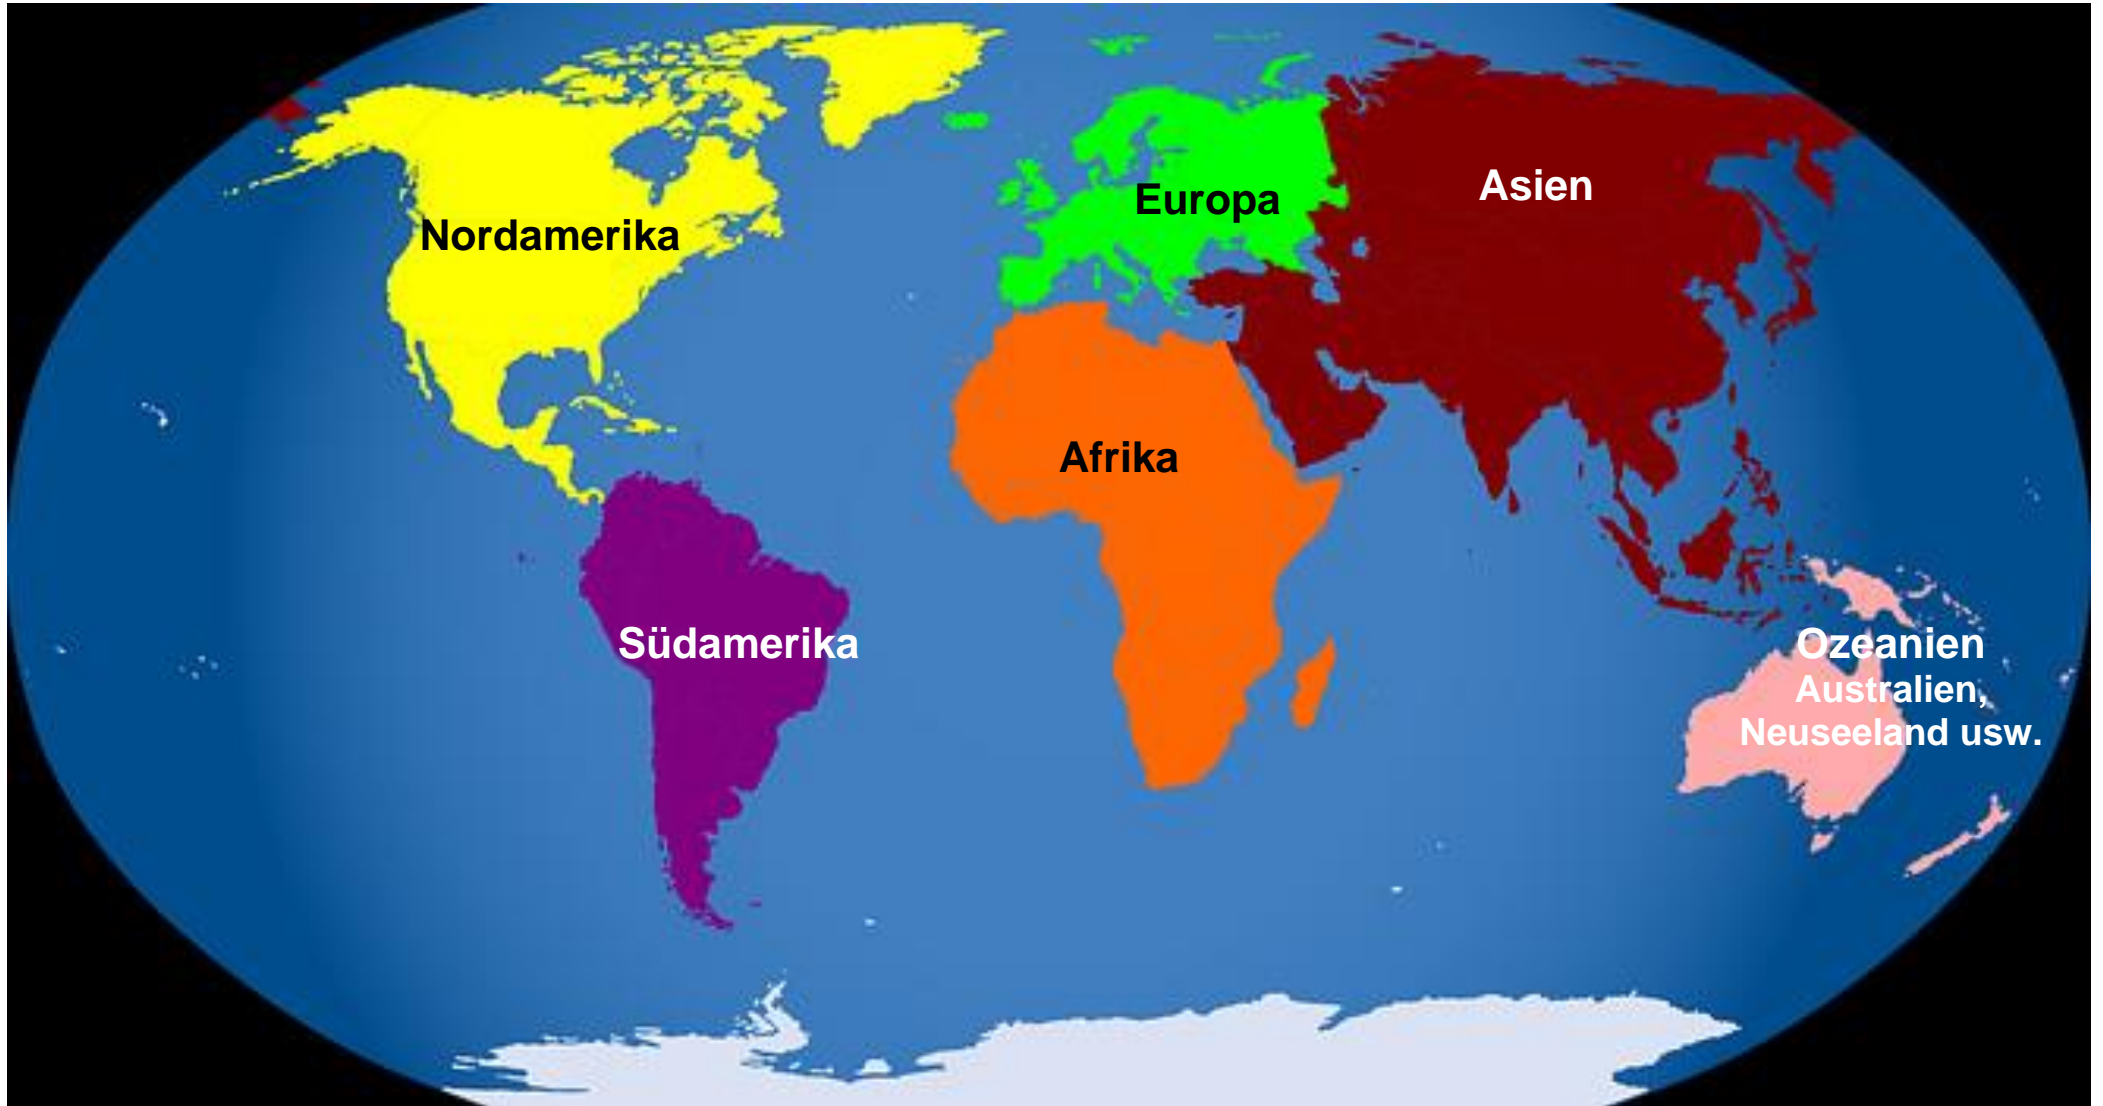 Nordamerika
Europa
Asien
Afrika
Südamerika
Ozeanien
Australien,
Neuseeland usw.